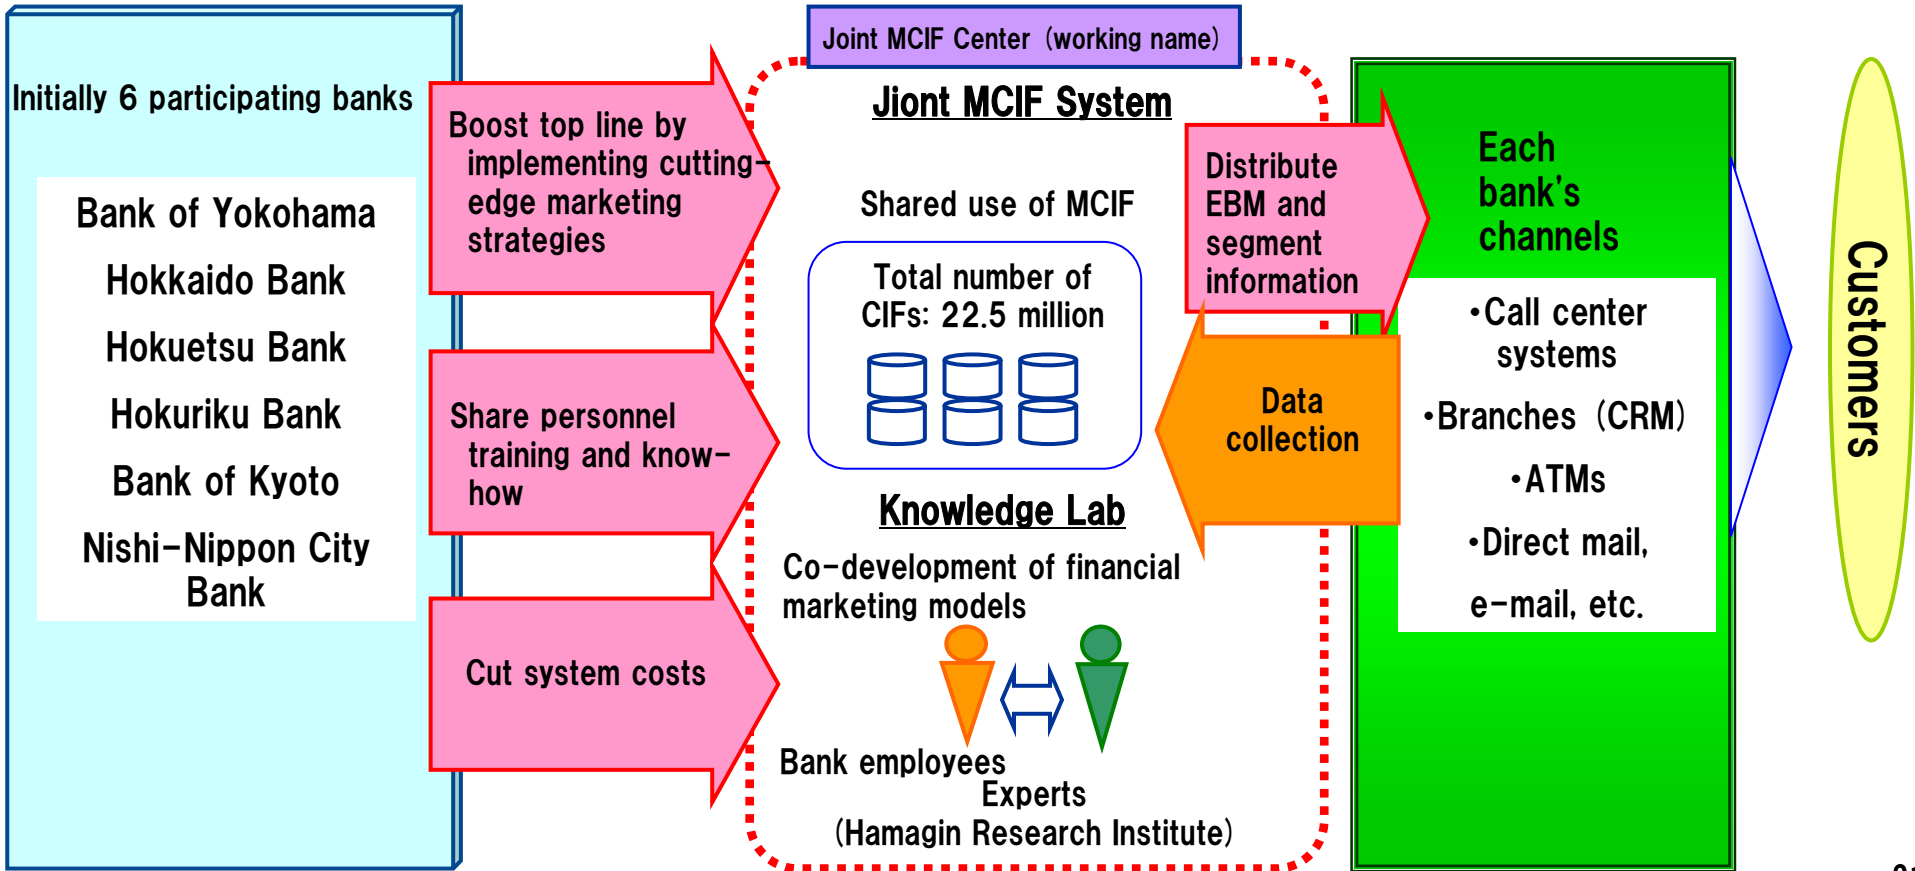 Joint MCIF Center (working name)
Initially 6 participating banks
Bank of Yokohama
Hokkaido Bank
Hokuetsu Bank
Hokuriku Bank
Bank of Kyoto
Nishi-Nippon City
Bank
Boost top line by
implementing cutting-
edge marketing
strategies
Share personnel
training and know-
how
Cut system costs
Jiont MCIF System
Shared use of MCIF
Total number of
CIFs: 22.5 million
Knowledge Lab
Co-development of financial
marketing models
Bank employees
Experts
(Hamagin Research Institute)
Distribute
EBM and
segment
information
Data
collection
Each
bank's
channels
・Call center
systems
・Branches (CRM)
・ATMs
・Direct mail,
e-mail, etc.
Customers